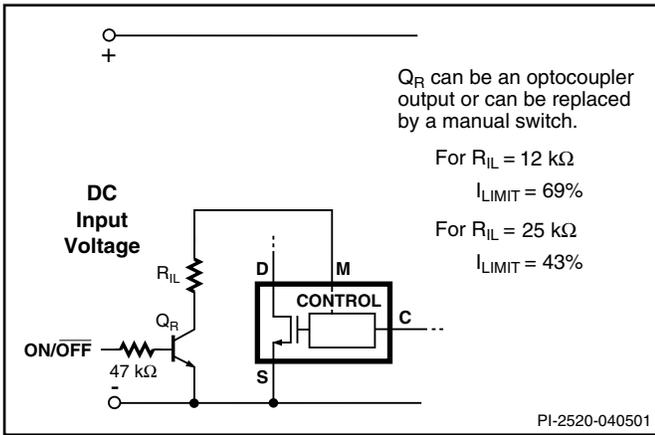 +
Q_R can be an optocoupler
output or can be replaced
by a manual switch.
For R_IL = 12 kΩ
I_LIMIT = 69%
For R_IL = 25 kΩ
I_LIMIT = 43%
DC
Input
Voltage
R_IL
D
M
CONTROL
C
Q_R
ON/O̅F̅F̅
47 kΩ
S
-
PI-2520-040501